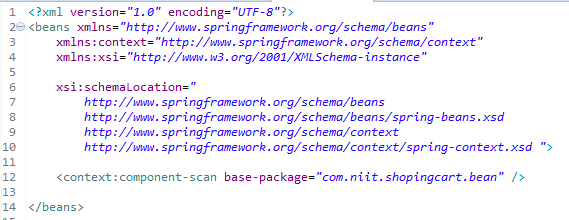 1 <?xml version="1.0" encoding="UTF-8"?>
2 <beans xmlns="http://www.springframework.org/schema/beans"
3 xmlns:context="http://www.springframework.org/schema/context"
4 xmlns:xsi="http://www.w3.org/2001/XMLSchema-instance"
5
6 xsi:schemaLocation="
7 http://www.springframework.org/schema/beans
8 http://www.springframework.org/schema/beans/spring-beans.xsd
9 http://www.springframework.org/schema/context
10 http://www.springframework.org/schema/context/spring-context.xsd ">
11
12 <context:component-scan base-package="com.niit.shopingcart.bean" />
13
14 </beans>